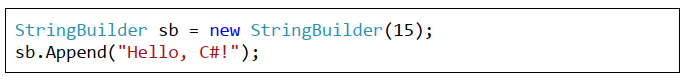 StringBuilder sb = new StringBuilder(15);
sb.Append("Hello, C#!");